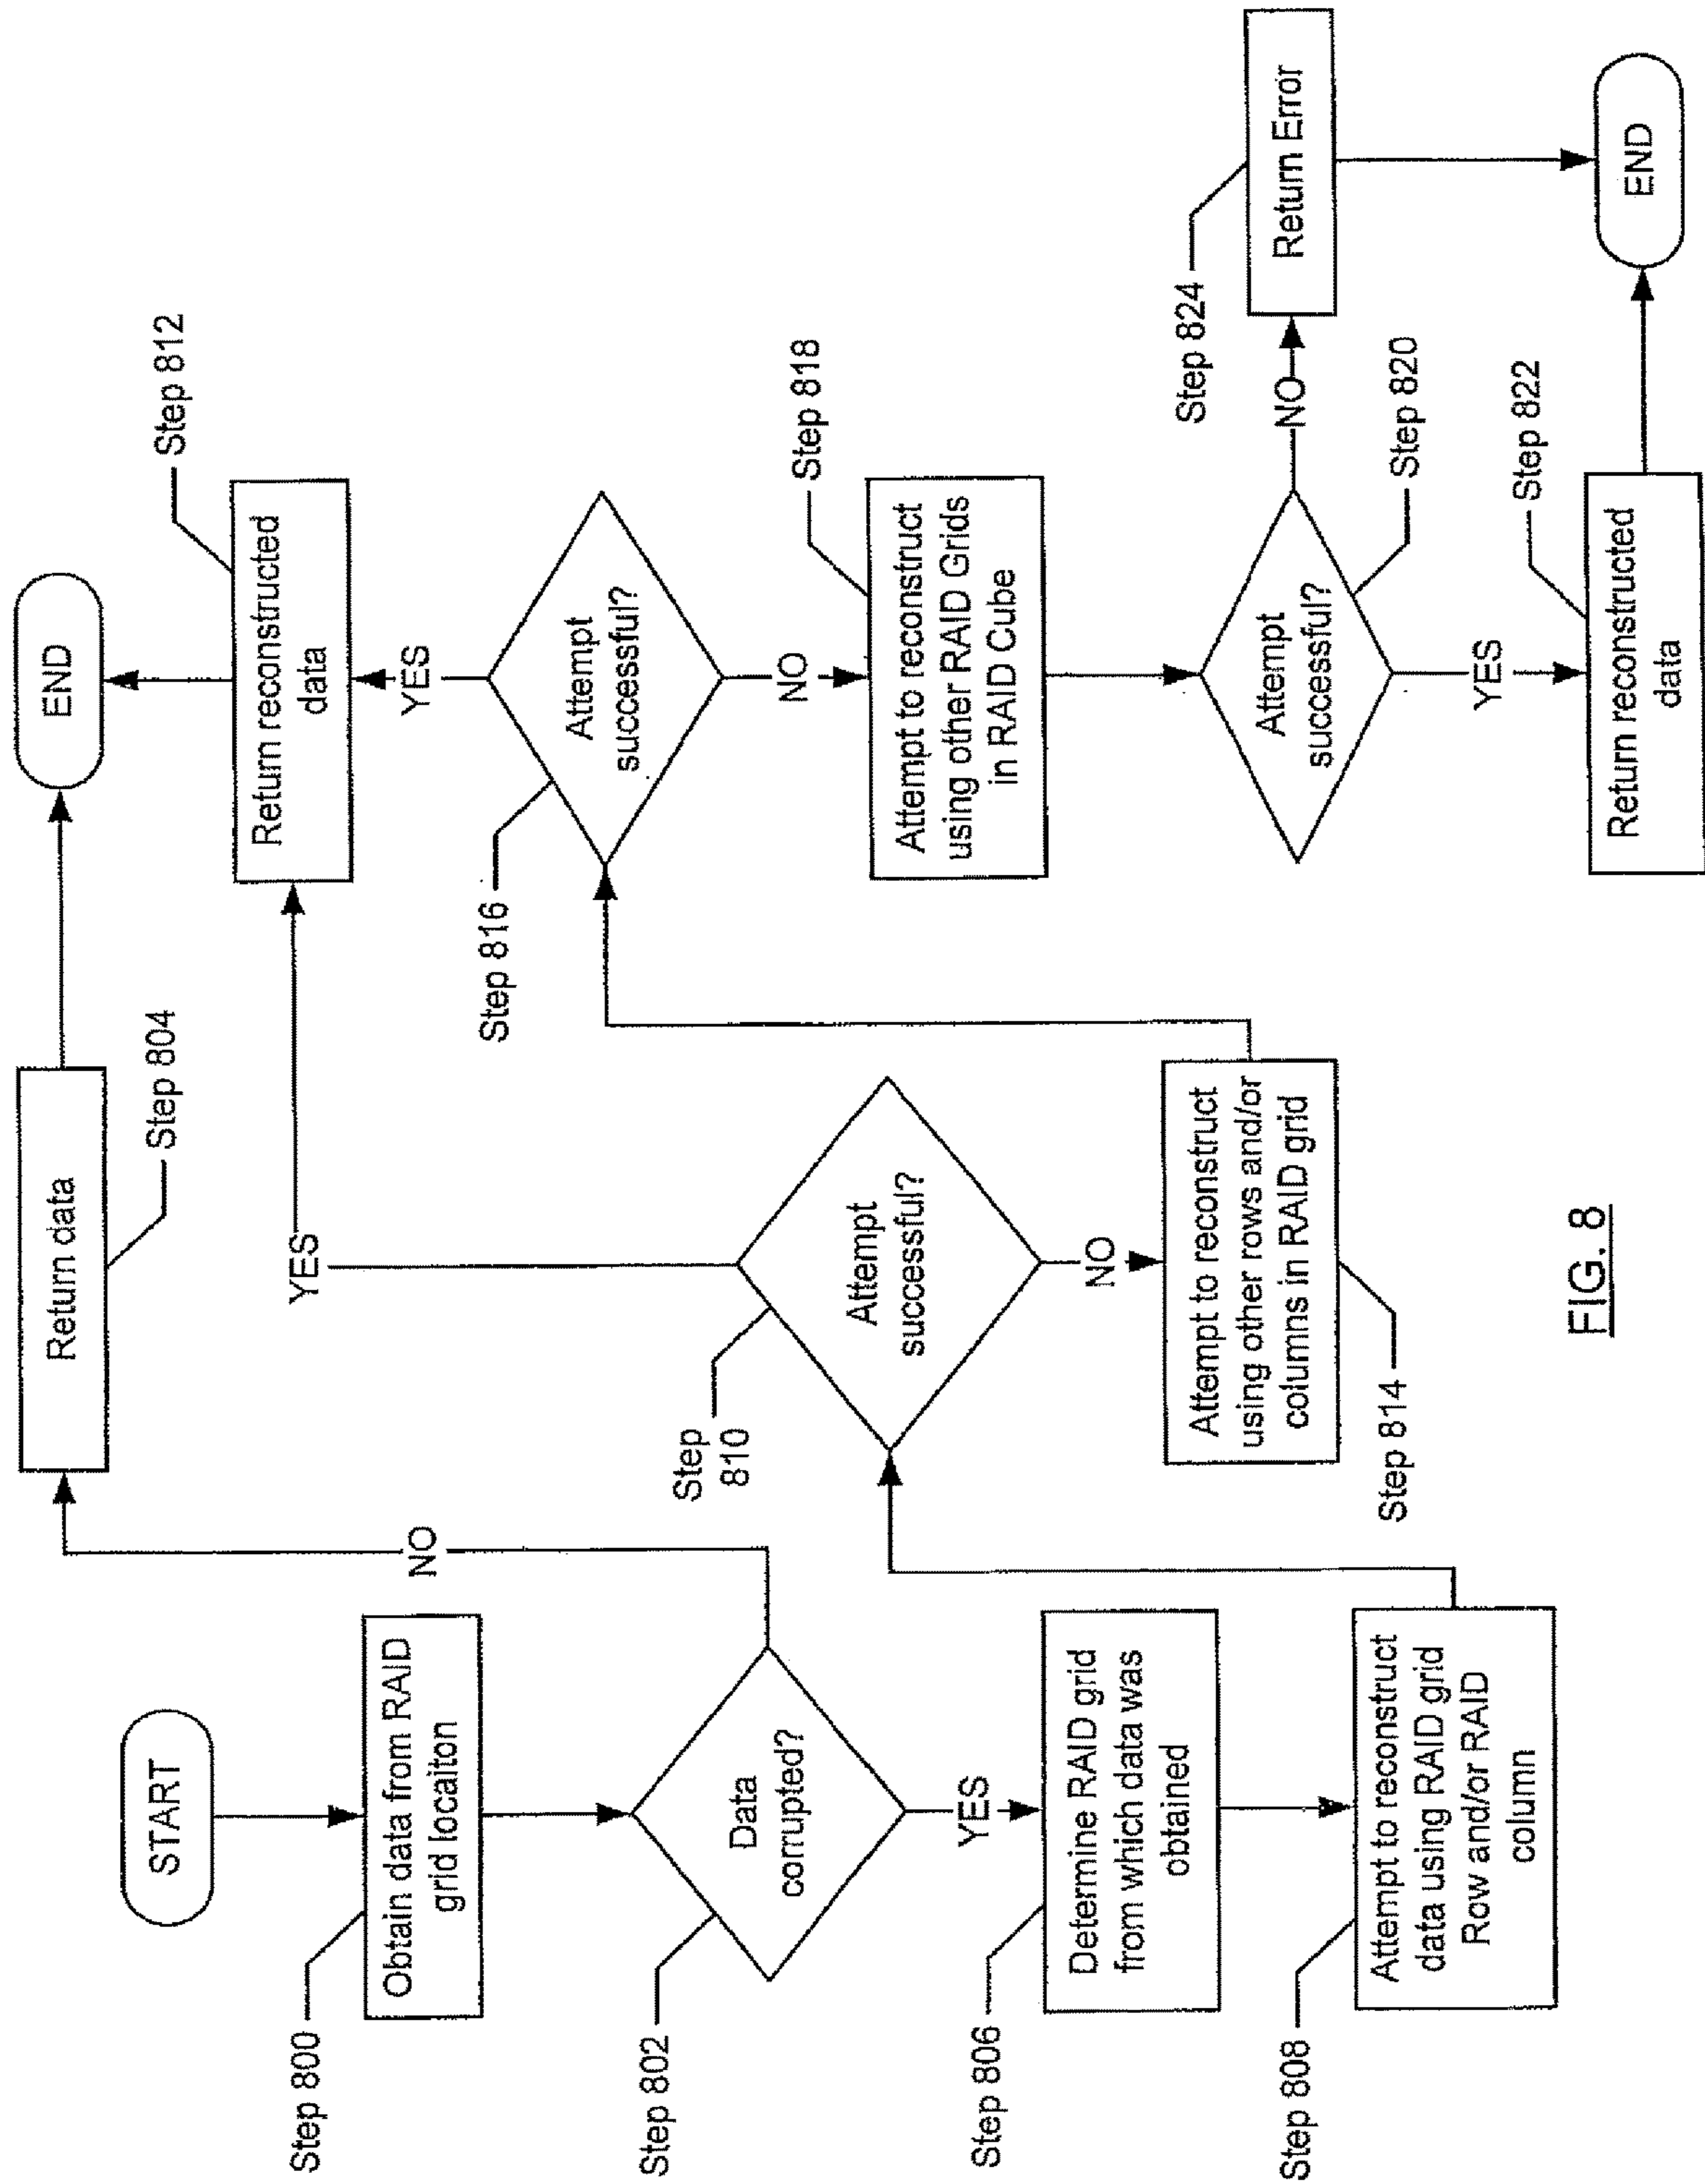 START
Step 800
Obtain data from RAID
grid locaiton
Step 802
Data
corrupted?
NO
Return data
Step 804
END
YES
Step 806
Determine RAID grid
from which data was
obtained
Step 808
Attempt to reconstruct
data using RAID grid
Row and/or RAID
column
Step
810
Attempt
successful?
YES
Return reconstructed
data
Step 812
NO
Attempt to reconstruct
using other rows and/or
columns in RAID grid
Step 814
Step 816
Attempt
successful?
YES
NO
Attempt to reconstruct
using other RAID Grids
in RAID Cube
Step 818
Attempt
successful?
Step 820
NO
Step 824
Return Error
YES
Return reconstructed
data
Step 822
END
FIG. 8